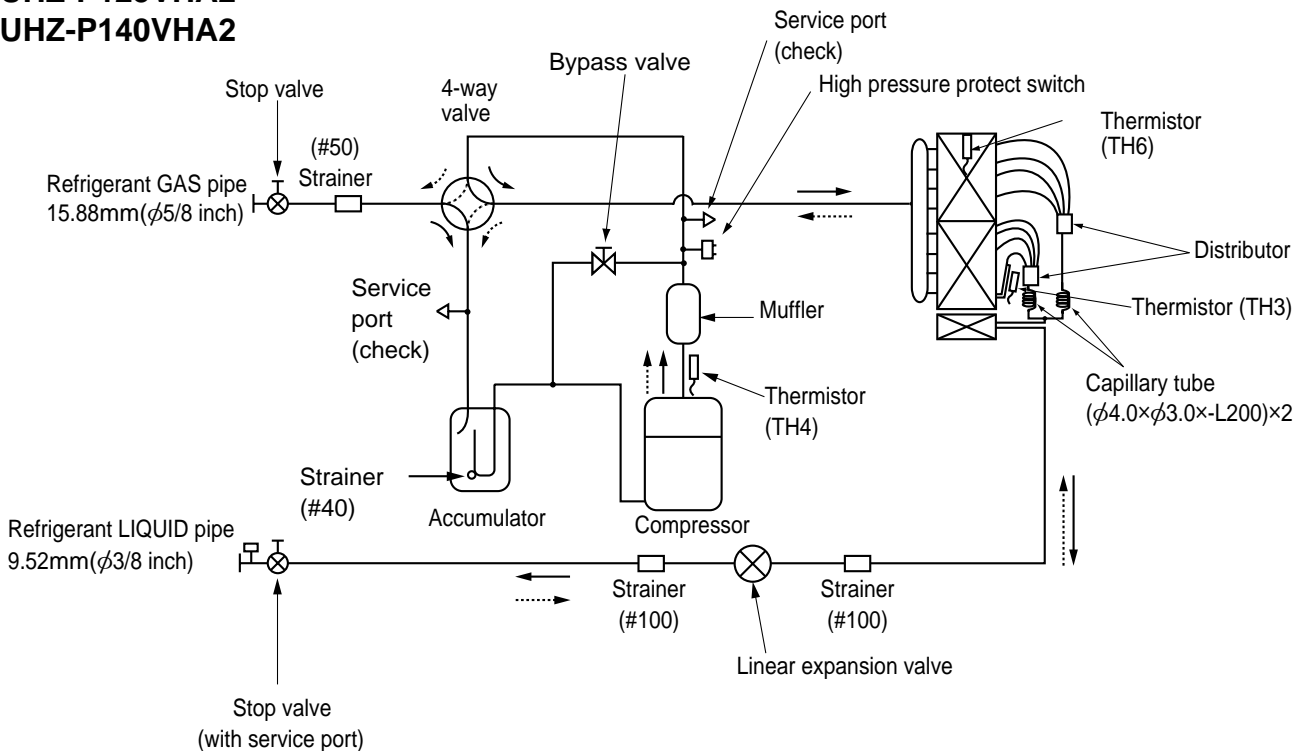 UHZ-P140VHA2
Service port
(check)
Bypass valve
High pressure protect switch
Stop valve
4-way
valve
Thermistor
(TH6)
(#50)
Strainer
Refrigerant GAS pipe
15.88mm(ϕ5/8 inch)
Distributor
Service
port
(check)
Muffler
Thermistor (TH3)
Thermistor
(TH4)
Capillary tube
(ϕ4.0×ϕ3.0×-L200)×2
Strainer
(#40)
Accumulator
Compressor
Refrigerant LIQUID pipe
9.52mm(ϕ3/8 inch)
Strainer
(#100)
Strainer
(#100)
Linear expansion valve
Stop valve
(with service port)